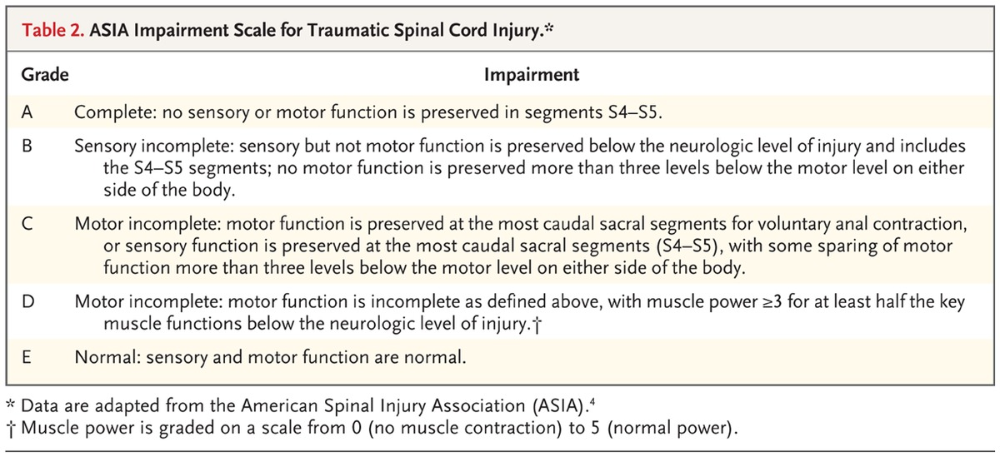 Table 2. ASIA Impairment Scale for Traumatic Spinal Cord Injury.*
Grade Impairment
A Complete: no sensory or motor function is preserved in segments S4–S5.
B Sensory incomplete: sensory but not motor function is preserved below the neurologic level of injury and includes
the S4–S5 segments; no motor function is preserved more than three levels below the motor level on either
side of the body.
C Motor incomplete: motor function is preserved at the most caudal sacral segments for voluntary anal contraction,
or sensory function is preserved at the most caudal sacral segments (S4–S5), with some sparing of motor
function more than three levels below the motor level on either side of the body.
D Motor incomplete: motor function is incomplete as defined above, with muscle power ≥3 for at least half the key
muscle functions below the neurologic level of injury.†
E Normal: sensory and motor function are normal.
* Data are adapted from the American Spinal Injury Association (ASIA).4
† Muscle power is graded on a scale from 0 (no muscle contraction) to 5 (normal power).